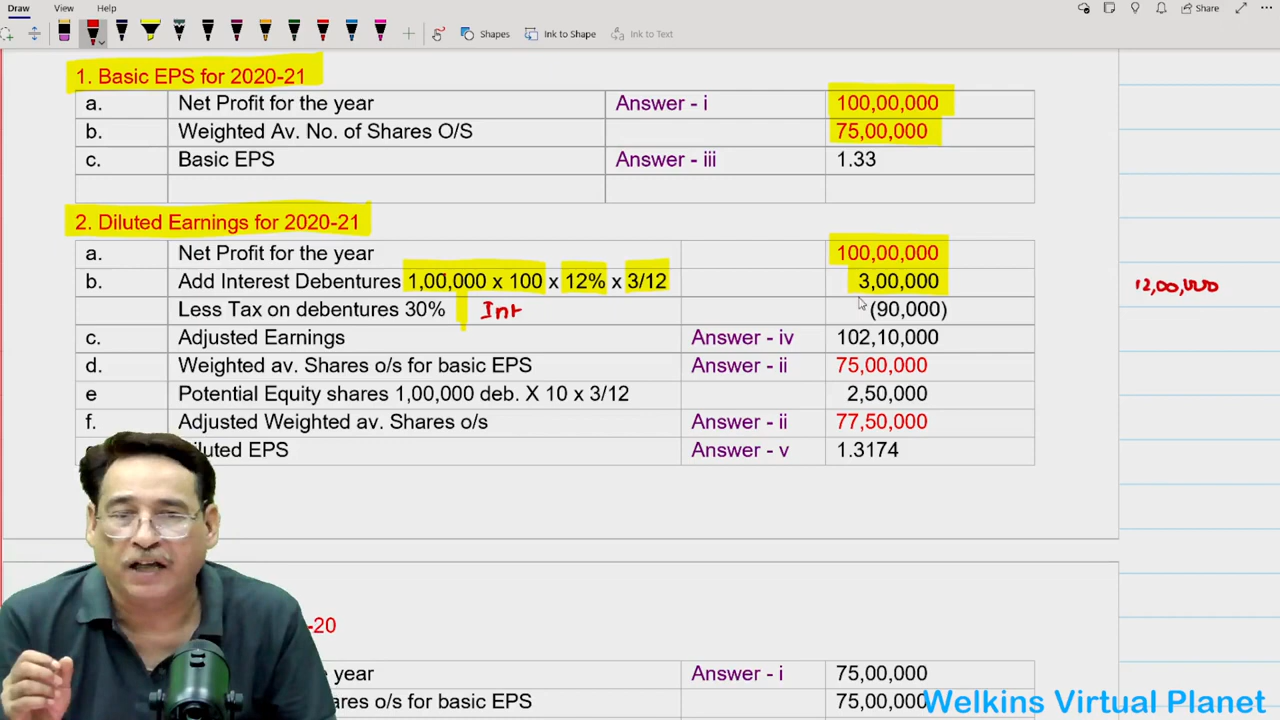 Draw View Help
Share
Shapes Ink to Shape Ink to Text
1. Basic EPS for 2020-21
a. Net Profit for the year Answer - i 100,00,000
b. Weighted Av. No. of Shares O/S 75,00,000
c. Basic EPS Answer - iii 1.33
2. Diluted Earnings for 2020-21
a. Net Profit for the year 100,00,000
b. Add Interest Debentures 1,00,000 x 100 x 12% x 3/12 3,00,000 12,00,000
Less Tax on debentures 30% Int (90,000)
c. Adjusted Earnings Answer - iv 102,10,000
d. Weighted av. Shares o/s for basic EPS Answer - ii 75,00,000
e Potential Equity shares 1,00,000 deb. X 10 x 3/12 2,50,000
f. Adjusted Weighted av. Shares o/s Answer - ii 77,50,000
EPS Answer - v 1.3174
-20
year Answer - i 75,00,000
ares o/s for basic EPS 75,00,000
Welkins Virtual Planet